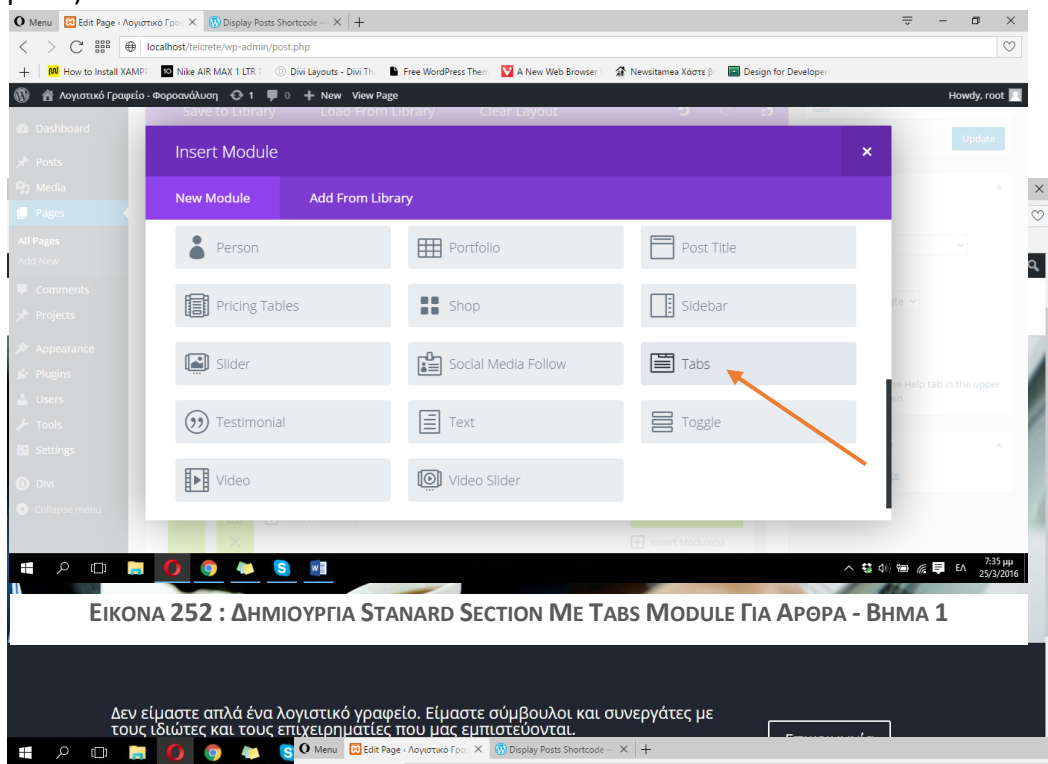 Menu Edit Page ‹ Λογιστικό Γρα Display Posts Shortcode —
localhost/teicrete/wp-admin/post.php
How to Install XAMPP Nike AIR MAX 1 LTR Divi Layouts - Divi Th Free WordPress Them A New Web Browser Newsitamea Χάστε β Design for Developer
Λογιστικό Γραφείο - Φοροανάλυση 1 0 + New View Page Howdy, root
Save to Library Load From Library Clear Layout
Dashboard
Update
Insert Module
Posts
Media
New Module Add From Library
Pages
All Pages
Person Portfolio Post Title
Add New
Comments
Pricing Tables Shop Sidebar
Projects
Appearance
Slider Social Media Follow Tabs
Plugins
Help tab in the upper
Users
Testimonial Text Toggle
Tools
Settings
Video Video Slider
Divi
Collapse menu
ΕΛ 7:35 μμ
25/3/2016
ΕΙΚΟΝΑ 252 : ΔΗΜΙΟΥΡΓΙΑ STANARD SECTION ΜΕ TABS MODULE ΓΙΑ ΑΡΘΡΑ - ΒΗΜΑ 1
Δεν είμαστε απλά ένα λογιστικό γραφείο. Είμαστε σύμβουλοι και συνεργάτες με
τους ιδιώτες και τους επιχειρηματίες που μας εμπιστεύονται.
Menu Edit Page ‹ Λογιστικό Γρα Display Posts Shortcode —